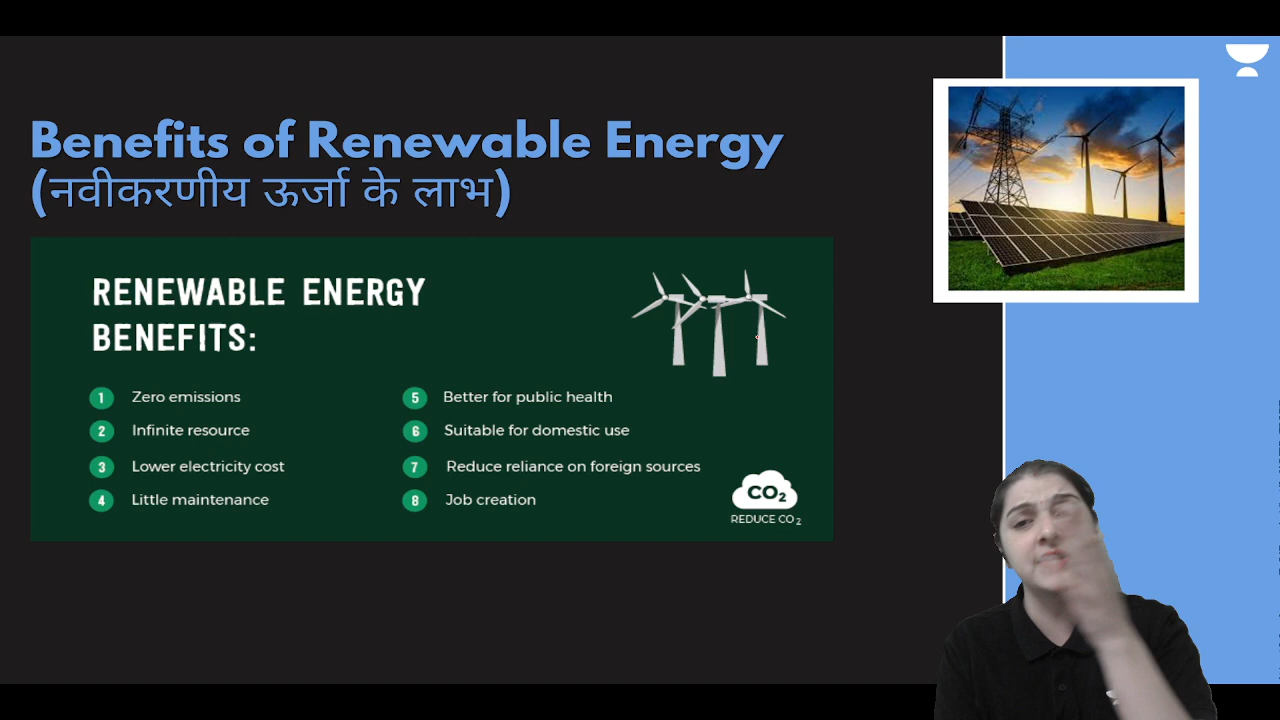 Benefits of Renewable Energy
(नवीकरणीय ऊर्जा के लाभ)
RENEWABLE ENERGY
BENEFITS:
1 Zero emissions
2 Infinite resource
3 Lower electricity cost
4 Little maintenance
5 Better for public health
6 Suitable for domestic use
7 Reduce reliance on foreign sources
8 Job creation
CO₂
REDUCE CO₂